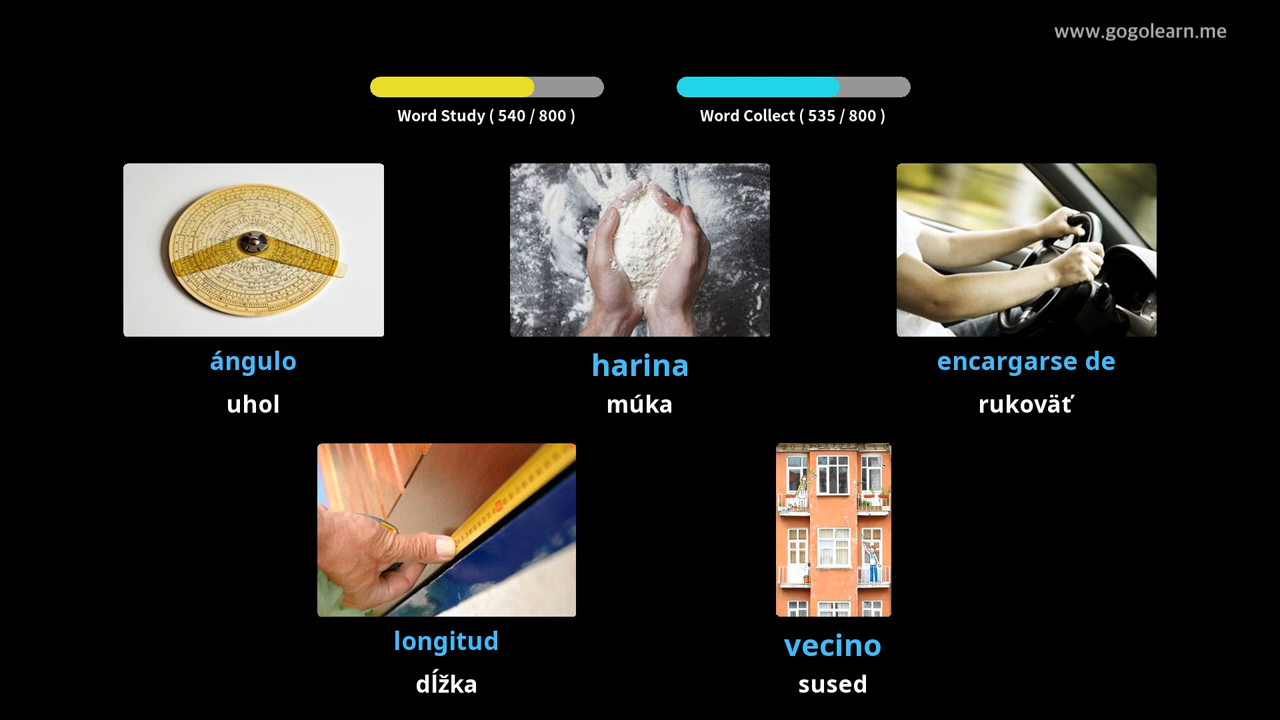 www.gogolearn.me
Word Study ( 540 / 800 )
Word Collect ( 535 / 800 )
ángulo
uhol
harina
múka
encargarse de
rukoväť
longitud
dĺžka
vecino
sused